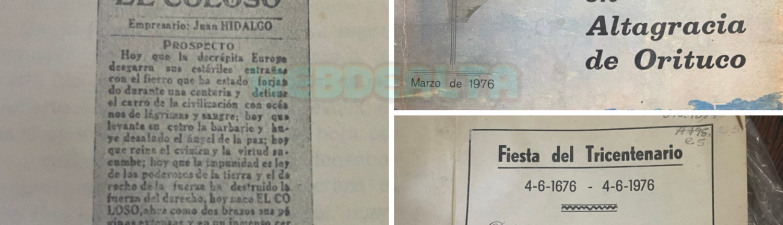 EL COLOSO
Empresario: Juan HIDALGO
PROSPECTO
Hoy que la decrépita Europa
desgarra sus estériles entrañas
con el fierro que ha estado forjan
do durante una centuria y detiene
el carro de la civilización con océa
nos de lágrimas y sangre; hoy que
levanta su cetro la barbarie y hu-
ye desalado el ángel de la paz; hoy
que reina el crimen y la virtud su-
cumbe; hoy que la impunidad es ley
de los poderosos de la tierra y el de
recho de la fuerza ha destruido la
fuerza del derecho, hoy nace EL CO
LOSO, abre como dos brazos sus pá
ginas
Altagracia
de Orituco
Marzo de 1976
Fiesta del Tricentenario
4-6-1676 - 4-6-1976